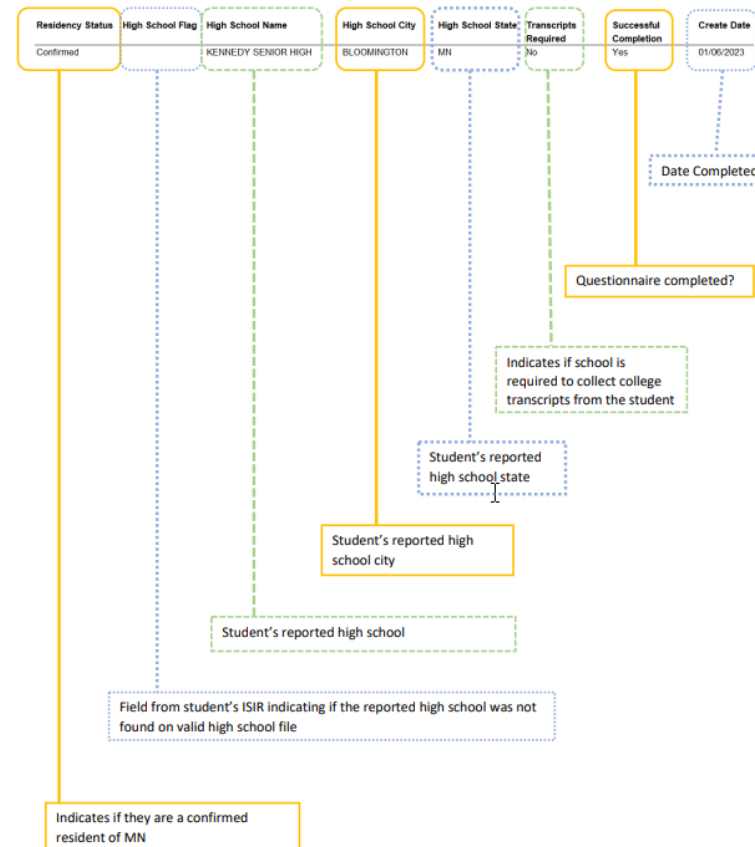 Residency Status High School Flag High School Name High School City High School State Transcripts Required Successful Completion Create Date
Confirmed KENNEDY SENIOR HIGH BLOOMINGTON MN No Yes 01/06/2023
Date Completed
Questionnaire completed?
Indicates if school is
required to collect college
transcripts from the student
Student's reported
high school state
Student's reported high
school city
Student's reported high school
Field from student's ISIR indicating if the reported high school was not
found on valid high school file
Indicates if they are a confirmed
resident of MN